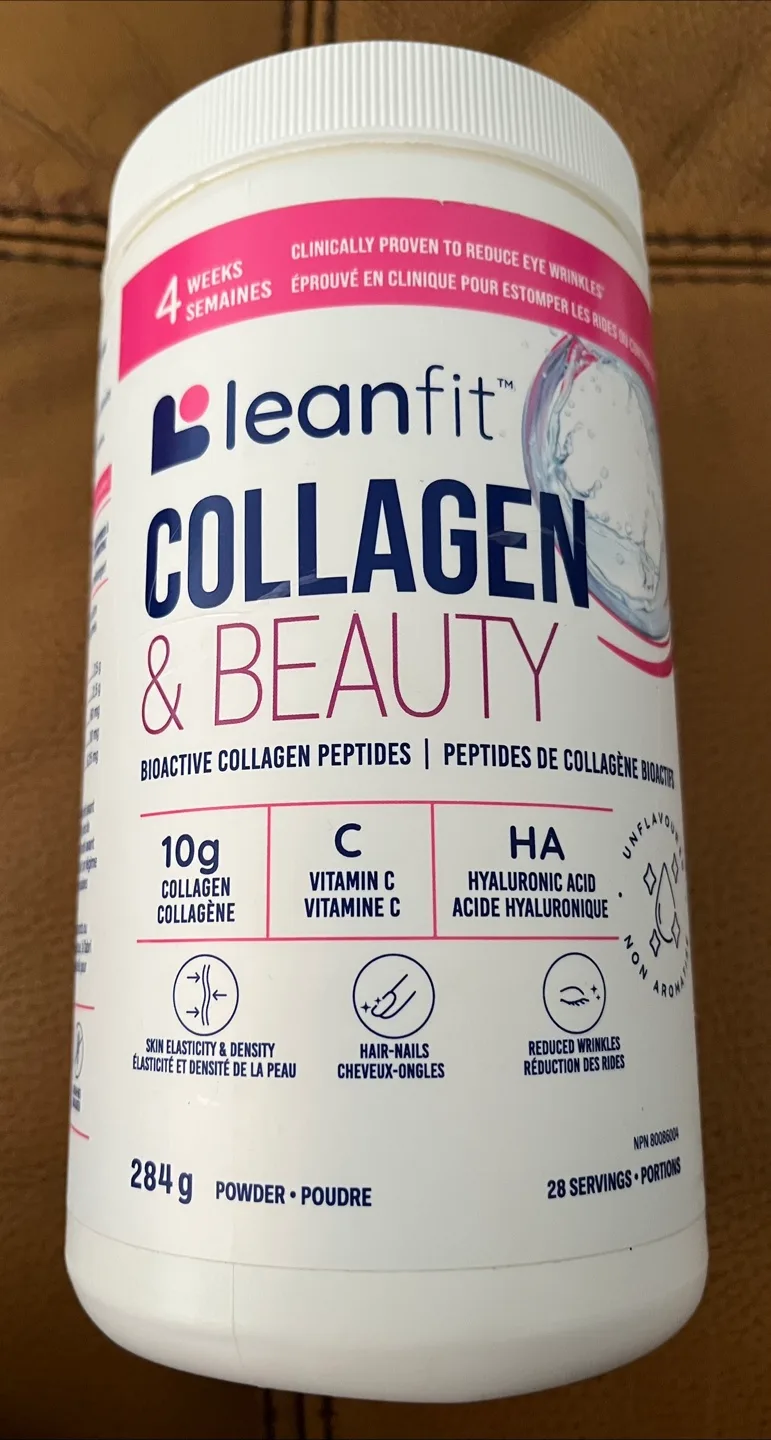 4 WEEKS
SEMAINES
CLINICALLY PROVEN TO REDUCE EYE WRINKLES
ÉPROUVÉ EN CLINIQUE POUR ESTOMPER LES RIDES DU
leanfit™
COLLAGEN
& BEAUTY
BIOACTIVE COLLAGEN PEPTIDES | PEPTIDES DE COLLAGÈNE BIOACTIFS
10g
COLLAGEN
COLLAGÈNE
C
VITAMIN C
VITAMINE C
HA
HYALURONIC ACID
ACIDE HYALURONIQUE
NON
SKIN ELASTICITY & DENSITY
ÉLASTICITÉ ET DENSITÉ DE LA PEAU
HAIR-NAILS
CHEVEUX-ONGLES
REDUCED WRINKLES
RÉDUCTION DES RIDES
NPN 80086004
284 g POWDER • POUDRE
28 SERVINGS • PORTIONS